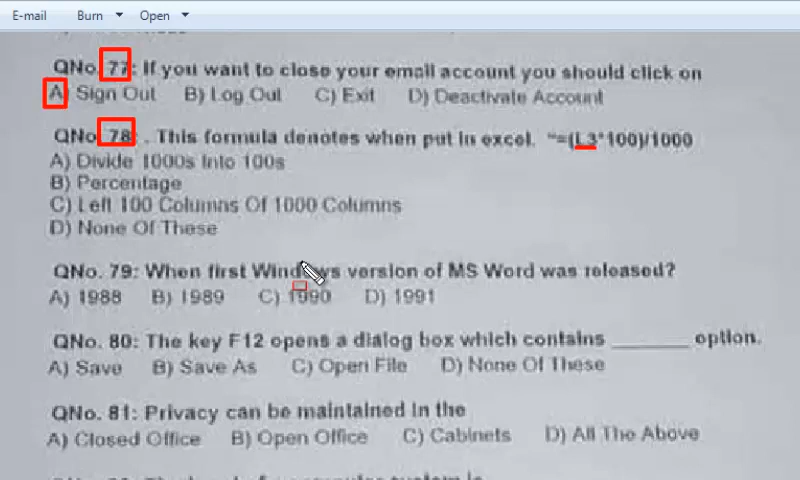 E-mail Burn Open
QNo. 77: If you want to close your email account you should click on
A) Sign Out B) Log Out C) Exit D) Deactivate Account
QNo. 78: . This formula denotes when put in excel. "=(L3*100)/1000
A) Divide 1000s Into 100s
B) Percentage
C) Left 100 Columns Of 1000 Columns
D) None Of These
QNo. 79: When first Windows version of MS Word was released?
A) 1988 B) 1989 C) 1990 D) 1991
QNo. 80: The key F12 opens a dialog box which contains ________ option.
A) Save B) Save As C) Open File D) None Of These
QNo. 81: Privacy can be maintained in the
A) Closed Office B) Open Office C) Cabinets D) All The Above